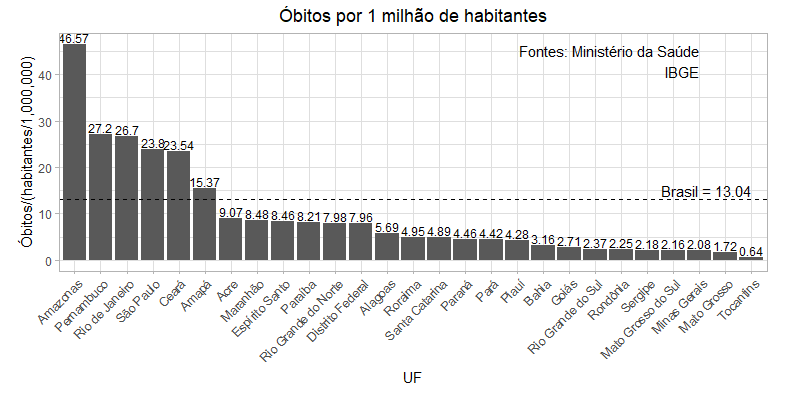 Óbitos por 1 milhão de habitantes
Óbitos/(habitantes/1,000,000)
Fontes: Ministério da Saúde
IBGE
Brasil = 13.04
40
30
20
10
0
46.57
27.2
26.7
23.8
23.54
15.37
9.07
8.48
8.46
8.21
7.98
7.96
5.69
4.95
4.89
4.46
4.42
4.28
3.16
2.71
2.37
2.25
2.18
2.16
2.08
1.72
0.64
Amazonas
Pernambuco
Rio de Janeiro
São Paulo
Ceará
Amapá
Acre
Maranhão
Espírito Santo
Paraíba
Rio Grande do Norte
Distrito Federal
Alagoas
Roraima
Santa Catarina
Paraná
Pará
Piauí
Bahia
Goiás
Rio Grande do Sul
Rondônia
Sergipe
Mato Grosso do Sul
Minas Gerais
Mato Grosso
Tocantins
UF